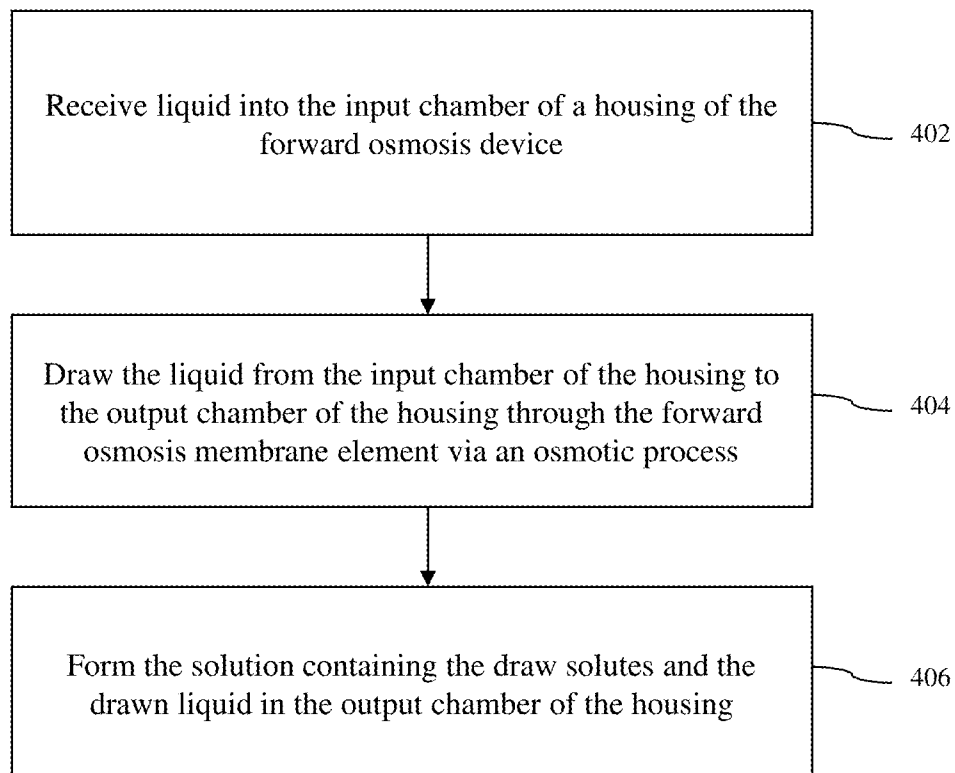 Receive liquid into the input chamber of a housing of the
forward osmosis device
402
Draw the liquid from the input chamber of the housing to
the output chamber of the housing through the forward
osmosis membrane element via an osmotic process
404
Form the solution containing the draw solutes and the
drawn liquid in the output chamber of the housing
406